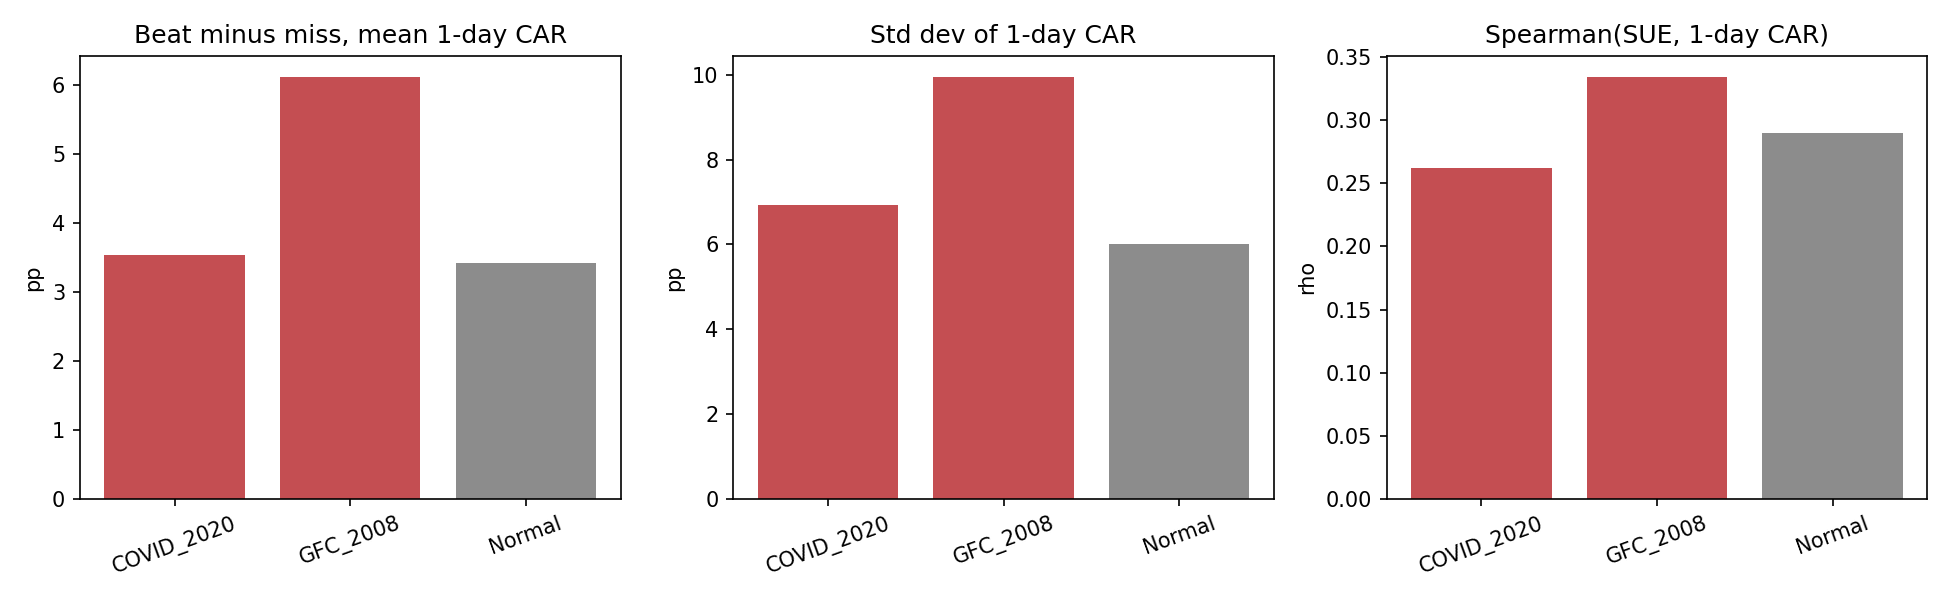 Beat minus miss, mean 1-day CAR
pp
6
5
4
3
2
1
0
COVID_2020
GFC_2008
Normal
Std dev of 1-day CAR
pp
10
8
6
4
2
0
COVID_2020
GFC_2008
Normal
Spearman(SUE, 1-day CAR)
rho
0.35
0.30
0.25
0.20
0.15
0.10
0.05
0.00
COVID_2020
GFC_2008
Normal